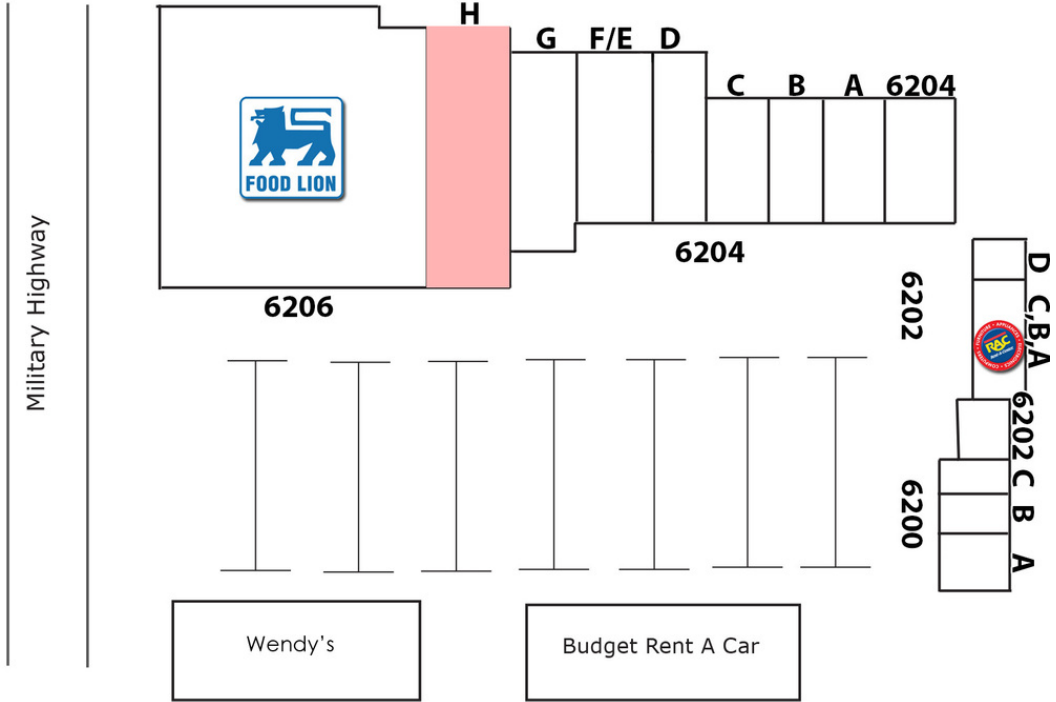 H
G F/E D
C B A 6204
FOOD LION
6204
6206
Military Highway
6202
D
C,B,A
RAC
6202
6200
C
B
A
Wendy's
Budget Rent A Car